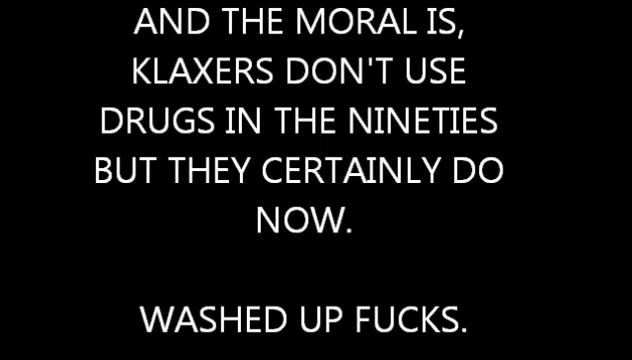 AND THE MORAL IS,
KLAXERS DON'T USE
DRUGS IN THE NINETIES
BUT THEY CERTAINLY DO
NOW.
WASHED UP FUCKS.